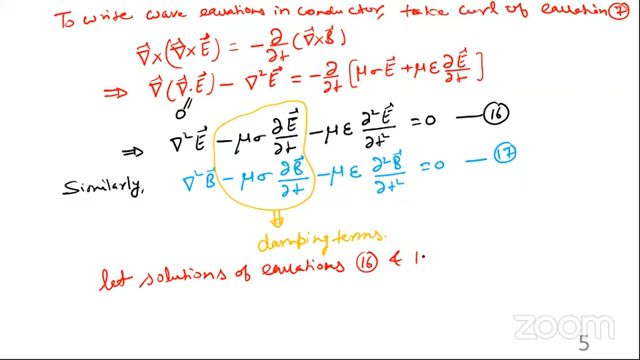 To write wave equations in conductor, take curl of equation ⑦
∇⃗×(∇⃗×E⃗) = -∂/∂t (∇⃗×B⃗)
⇒ ∇⃗(∇⃗.E⃗) - ∇²E⃗ = -∂/∂t [μσE⃗ + με ∂E⃗/∂t]
0
⇒ ∇²E⃗ - μσ ∂E⃗/∂t - με ∂²E⃗/∂t² = 0 — ⑯
Similarly, ∇²B⃗ - μσ ∂B⃗/∂t - με ∂²B⃗/∂t² = 0 — ⑰
damping terms.
let solutions of equations ⑯ & 1
zoom
5